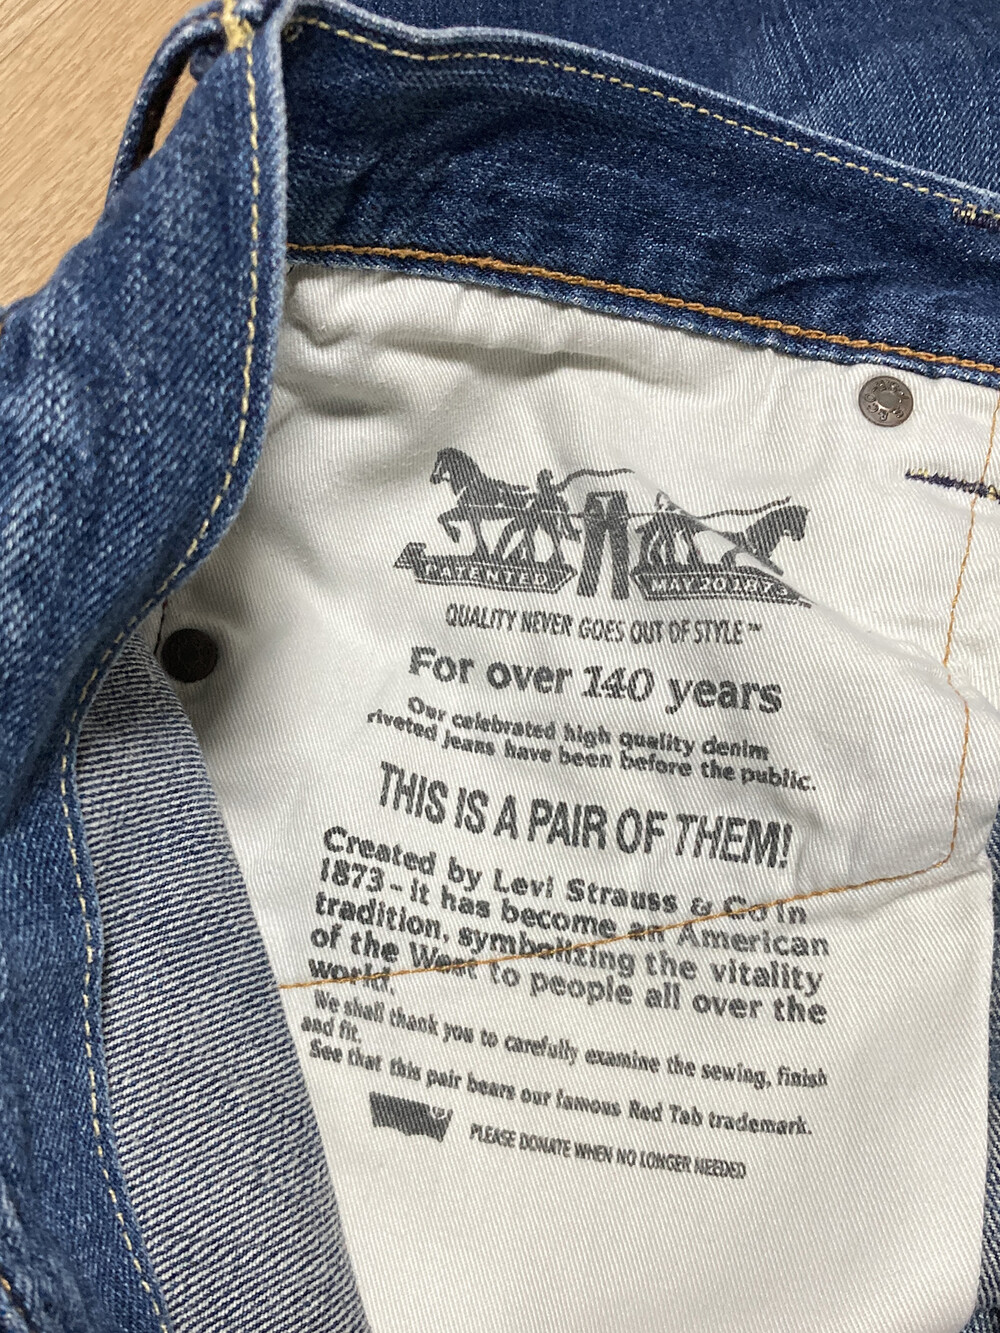 PATENTED
MAY 20 1873
QUALITY NEVER GOES OUT OF STYLE™
For over 140 years
Our celebrated high quality denim
riveted jeans have been before the public.
THIS IS A PAIR OF THEM!
Created by Levi Strauss & Co in
1873 - it has become an American
tradition, symbolizing the vitality
of the West to people all over the
world.
We shall thank you to carefully examine the sewing, finish
and fit.
See that this pair bears our famous Red Tab trademark.
PLEASE DONATE WHEN NO LONGER NEEDED